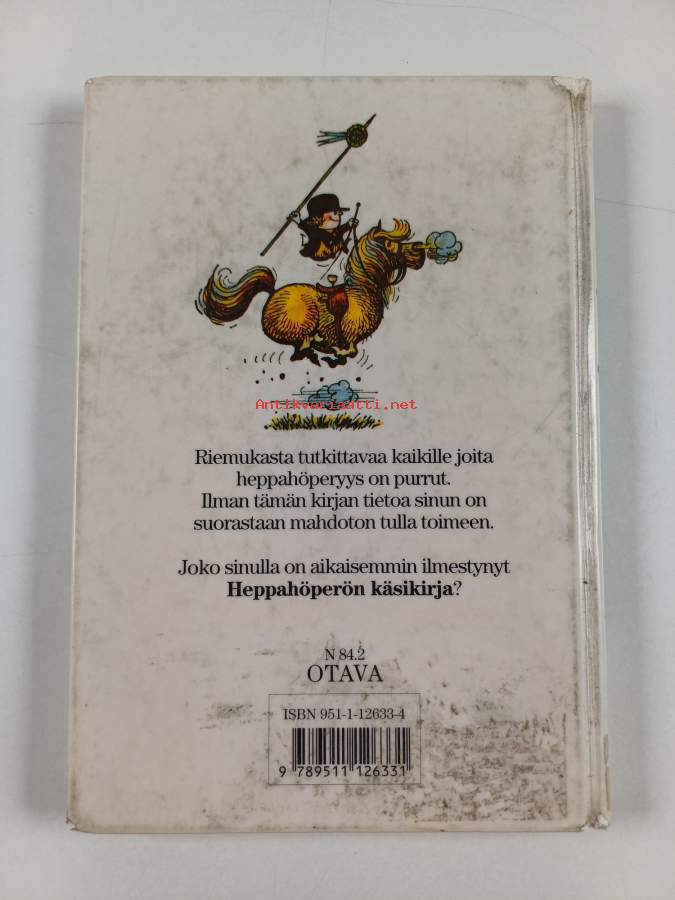 Antikvariaatti.net
Riemukasta tutkittavaa kaikille joita
heppahöperyys on purrut.
Ilman tämän kirjan tietoa sinun on
suorastaan mahdoton tulla toimeen.
Joko sinulla on aikaisemmin ilmestynyt
Heppahöperön käsikirja?
N 84.2
OTAVA
ISBN 951-1-12633-4
9 789511 126331